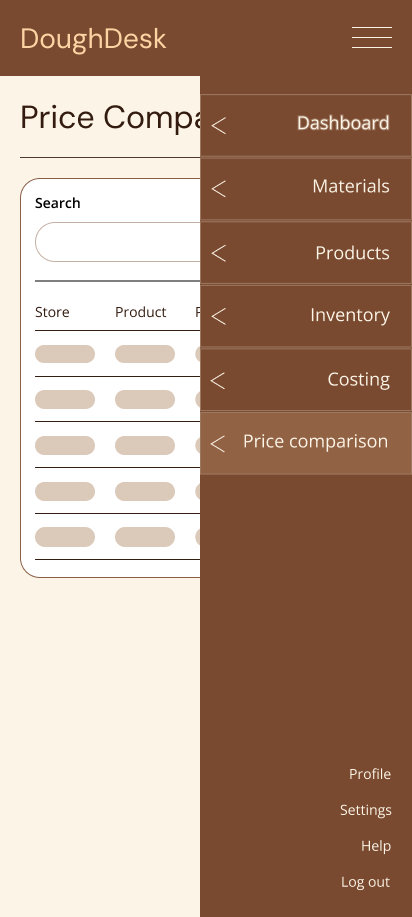 DoughDesk
Price Compa
Search
Store Product
Dashboard
Materials
Products
Inventory
Costing
Price comparison
Profile
Settings
Help
Log out